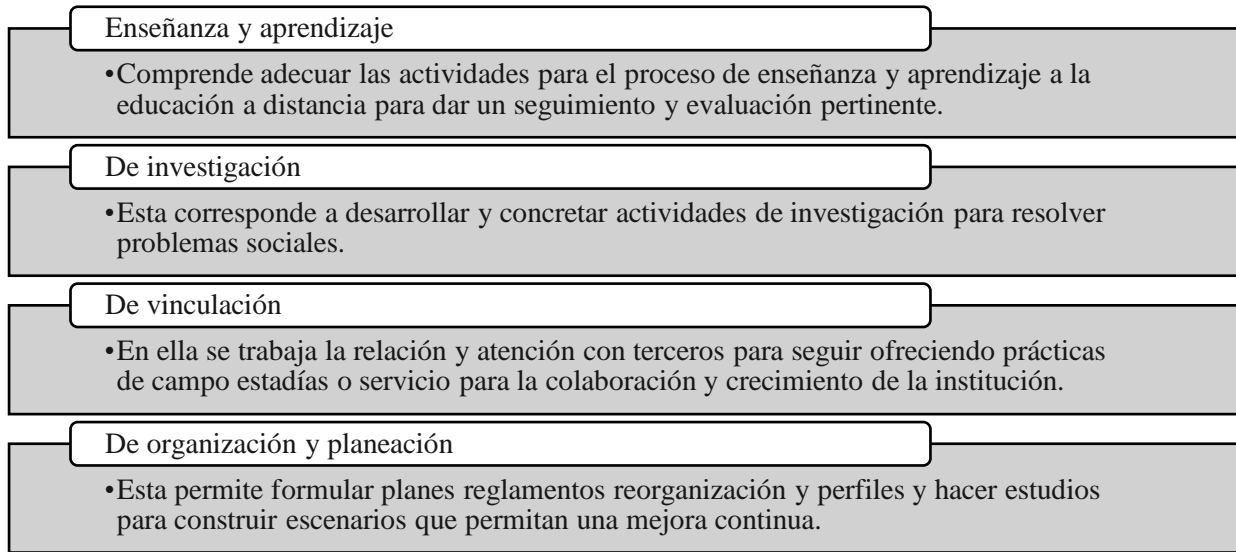 Enseñanza y aprendizaje
•Comprende adecuar las actividades para el proceso de enseñanza y aprendizaje a la
educación a distancia para dar un seguimiento y evaluación pertinente.
De investigación
•Esta corresponde a desarrollar y concretar actividades de investigación para resolver
problemas sociales.
De vinculación
•En ella se trabaja la relación y atención con terceros para seguir ofreciendo prácticas
de campo estadías o servicio para la colaboración y crecimiento de la institución.
De organización y planeación
•Esta permite formular planes reglamentos reorganización y perfiles y hacer estudios
para construir escenarios que permitan una mejora continua.